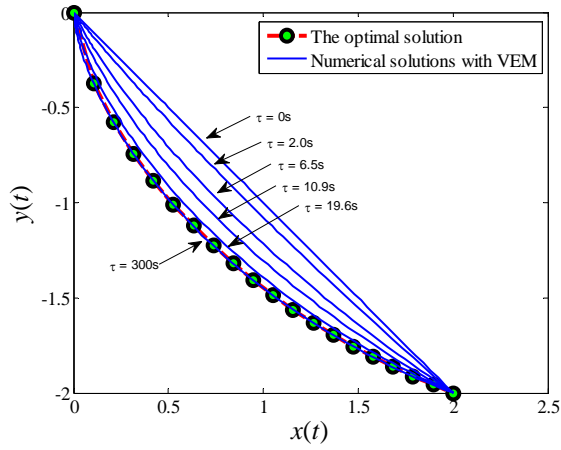 0
-0.5
-1
-1.5
-2
y(t)
The optimal solution
Numerical solutions with VEM
τ = 0s
τ = 2.0s
τ = 6.5s
τ = 10.9s
τ = 19.6s
τ = 300s
0 0.5 1 1.5 2 2.5
x(t)